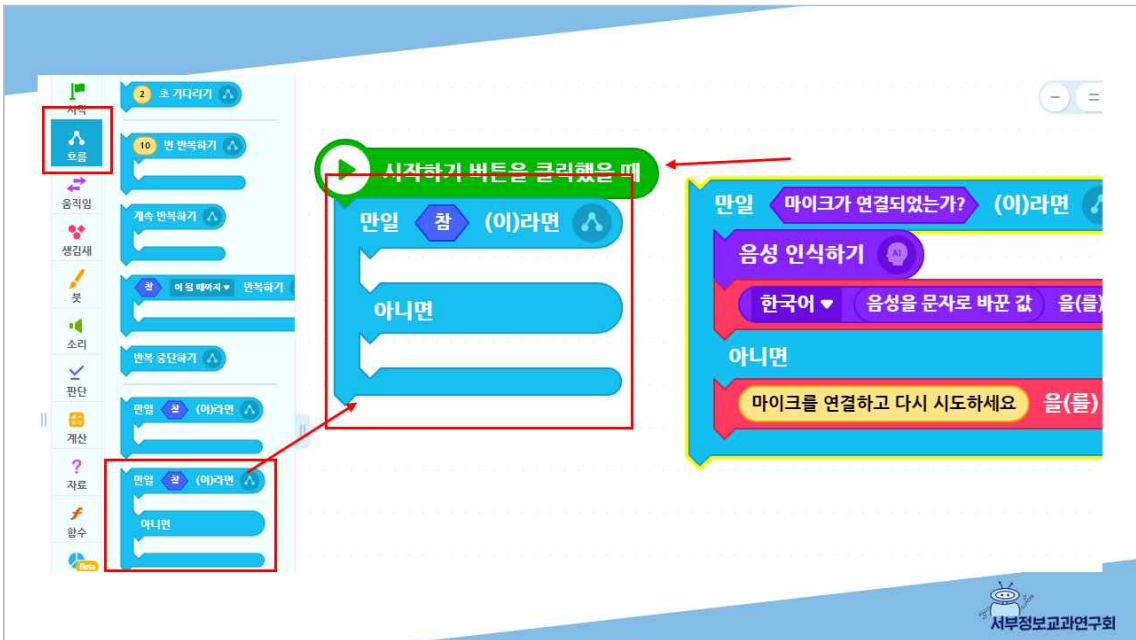 시작
흐름
움직임
생김새
붓
소리
판단
계산
자료
함수
Beta
2 초 기다리기
10 번 반복하기
계속 반복하기
참 이 될 때까지 ▼ 반복하기
반복 중단하기
만일 참 (이)라면
만일 참 (이)라면
아니면
시작하기 버튼을 클릭했을 때
만일 참 (이)라면
아니면
만일 마이크가 연결되었는가? (이)라면
음성 인식하기 AI
한국어 ▼ 음성을 문자로 바꾼 값 을(를)
아니면
마이크를 연결하고 다시 시도하세요 을(를)
서부정보교과연구회